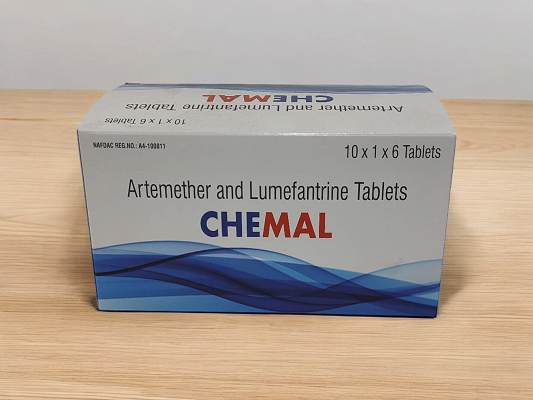 10 x 1 x 6 Tablets
Artemether and Lumefantrine Tablets
CHEMAL
NAFDAC REG.NO.: A4-100811
10 x 1 x 6 Tablets
Artemether and Lumefantrine Tablets
CHEMAL